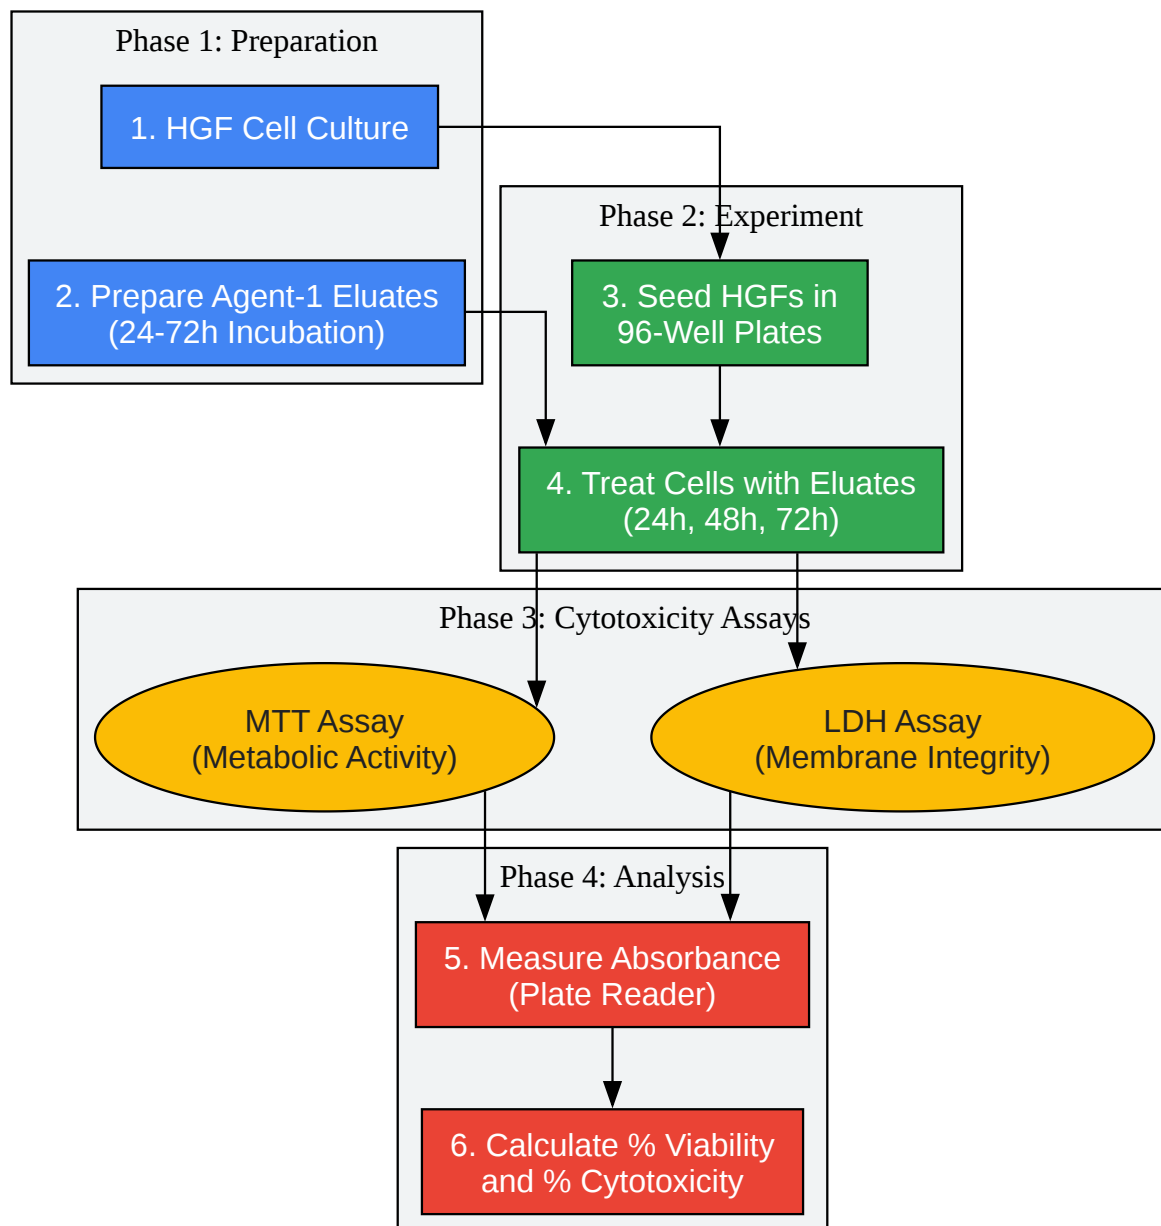 Phase 1: Preparation
1. HGF Cell Culture
2. Prepare Agent-1 Eluates
(24-72h Incubation)
Phase 2: Experiment
3. Seed HGFs in
96-Well Plates
4. Treat Cells with Eluates
(24h, 48h, 72h)
Phase 3: Cytotoxicity Assays
MTT Assay
(Metabolic Activity)
LDH Assay
(Membrane Integrity)
Phase 4: Analysis
5. Measure Absorbance
(Plate Reader)
6. Calculate % Viability
and % Cytotoxicity